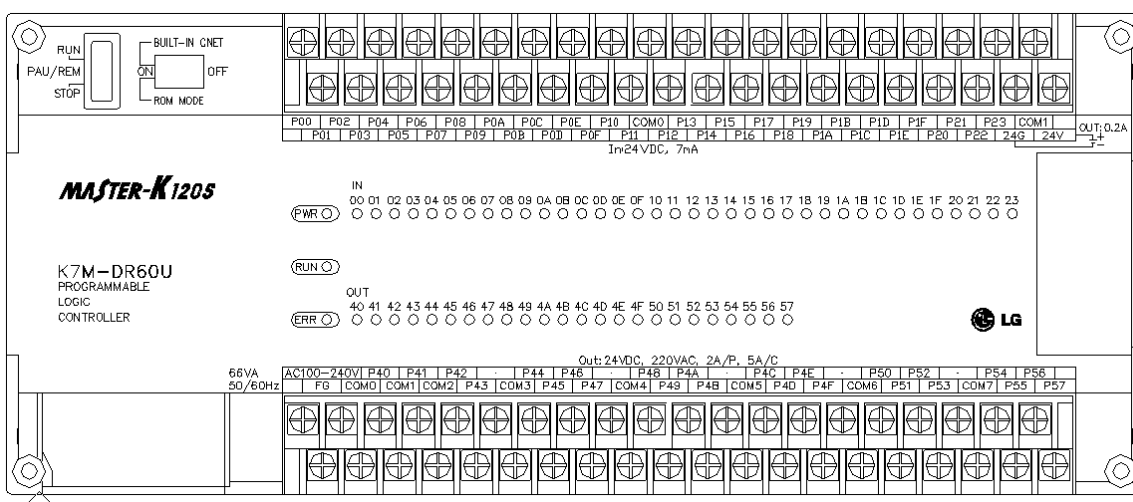 RUN
PAU/REM
STOP
BUILT-IN CNET
ON OFF
ROM MODE
P00 P02 P04 P06 P08 P0A P0C P0E P10 COM0 P13 P15 P17 P19 P1B P1D P1F P21 P23 COM1
P01 P03 P05 P07 P09 P0B P0D P0F P11 P12 P14 P16 P18 P1A P1C P1E P20 P22 24G 24V
OUT:0.2A
+
-
In:24VDC, 7mA
MASTER-K120S
IN
00 01 02 03 04 05 06 07 08 09 0A 0B 0C 0D 0E 0F 10 11 12 13 14 15 16 17 18 19 1A 1B 1C 1D 1E 1F 20 21 22 23
PWR
K7M-DR60U
PROGRAMMABLE
LOGIC
CONTROLLER
RUN
OUT
40 41 42 43 44 45 46 47 48 49 4A 4B 4C 4D 4E 4F 50 51 52 53 54 55 56 57
ERR
LG
Out:24VDC, 220VAC, 2A/P, 5A/C
66VA
50/60Hz
AC100-240V P40 P41 P42 · P44 P46 · P48 P4A · P4C P4E · P50 P52 · P54 P56
FG COM0 COM1 COM2 P43 COM3 P45 P47 COM4 P49 P4B COM5 P4D P4F COM6 P51 P53 COM7 P55 P57